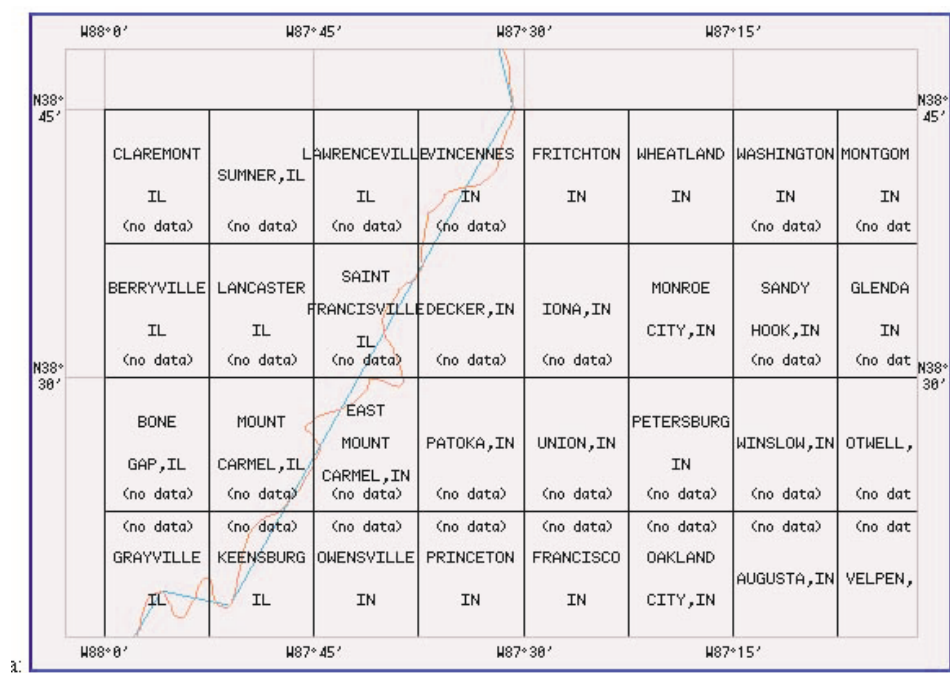 W88°0' W87°45' W87°30' W87°15'
N38° N38°
45' 45'
CLAREMONT
IL
(no data)
SUMNER,IL
(no data)
LAWRENCEVILLE
IL
(no data)
VINCENNES
IN
(no data)
FRITCHTON
IN
WHEATLAND
IN
WASHINGTON
IN
(no data)
MONTGOM
IN
(no dat
BERRYVILLE
IL
(no data)
LANCASTER
IL
(no data)
SAINT
FRANCISVILLE
IL
(no data)
DECKER,IN
(no data)
IONA,IN
(no data)
MONROE
CITY,IN
SANDY
HOOK,IN
(no data)
GLENDA
IN
(no dat
N38° N38°
30' 30'
BONE
GAP,IL
(no data)
MOUNT
CARMEL,IL
(no data)
EAST
MOUNT
CARMEL,IN
(no data)
PATOKA,IN
(no data)
UNION,IN
(no data)
PETERSBURG
IN
(no data)
WINSLOW,IN
(no data)
OTWELL,
(no dat
(no data)
GRAYVILLE
IL
(no data)
KEENSBURG
IL
(no data)
OWENSVILLE
IN
(no data)
PRINCETON
IN
(no data)
FRANCISCO
IN
(no data)
OAKLAND
CITY,IN
(no data)
AUGUSTA,IN
(no dat
VELPEN,
W88°0' W87°45' W87°30' W87°15'
a: